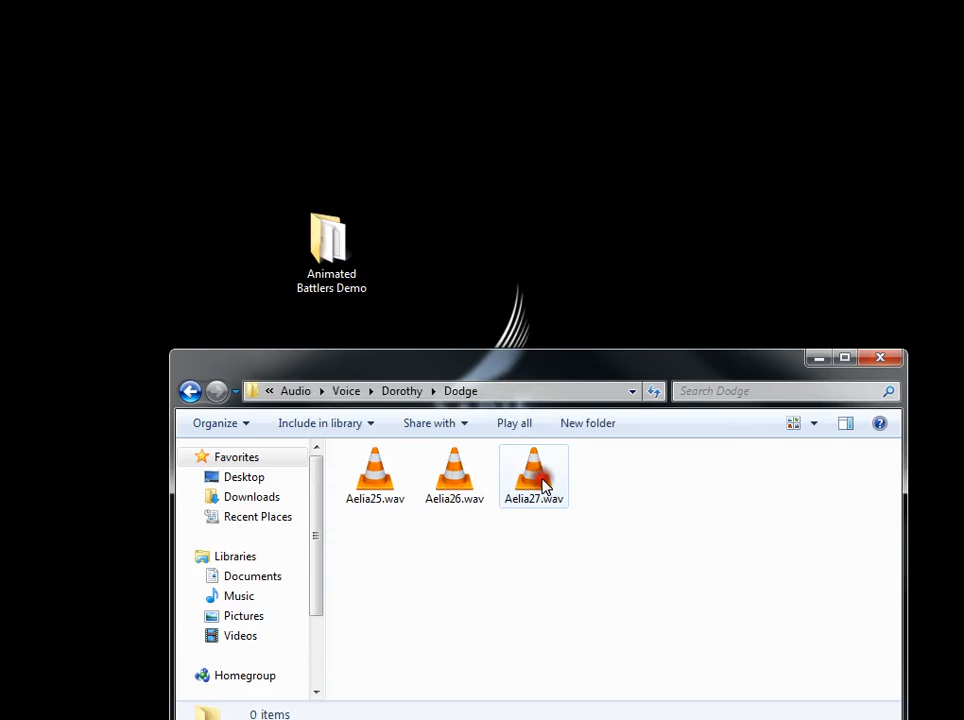 Animated
Battlers Demo
« Audio Voice Dorothy Dodge
Search Dodge
Organize Include in library Share with Play all New folder
Favorites
Desktop
Downloads
Recent Places
Libraries
Documents
Music
Pictures
Videos
Homegroup
Aelia25.wav Aelia26.wav Aelia27.wav
0 items